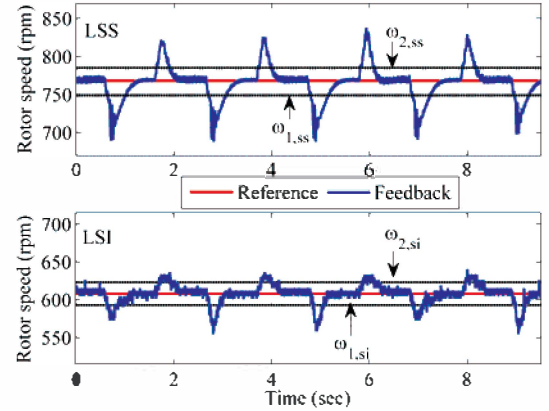 850
LSS
ω2,ss
800
750
ω1,ss
700
Rotor speed (rpm)
0 2 4 6 8
Reference Feedback
700
LSI
ω2,si
650
600
550
ω1,si
Rotor speed (rpm)
0 2 4 6 8
Time (sec)